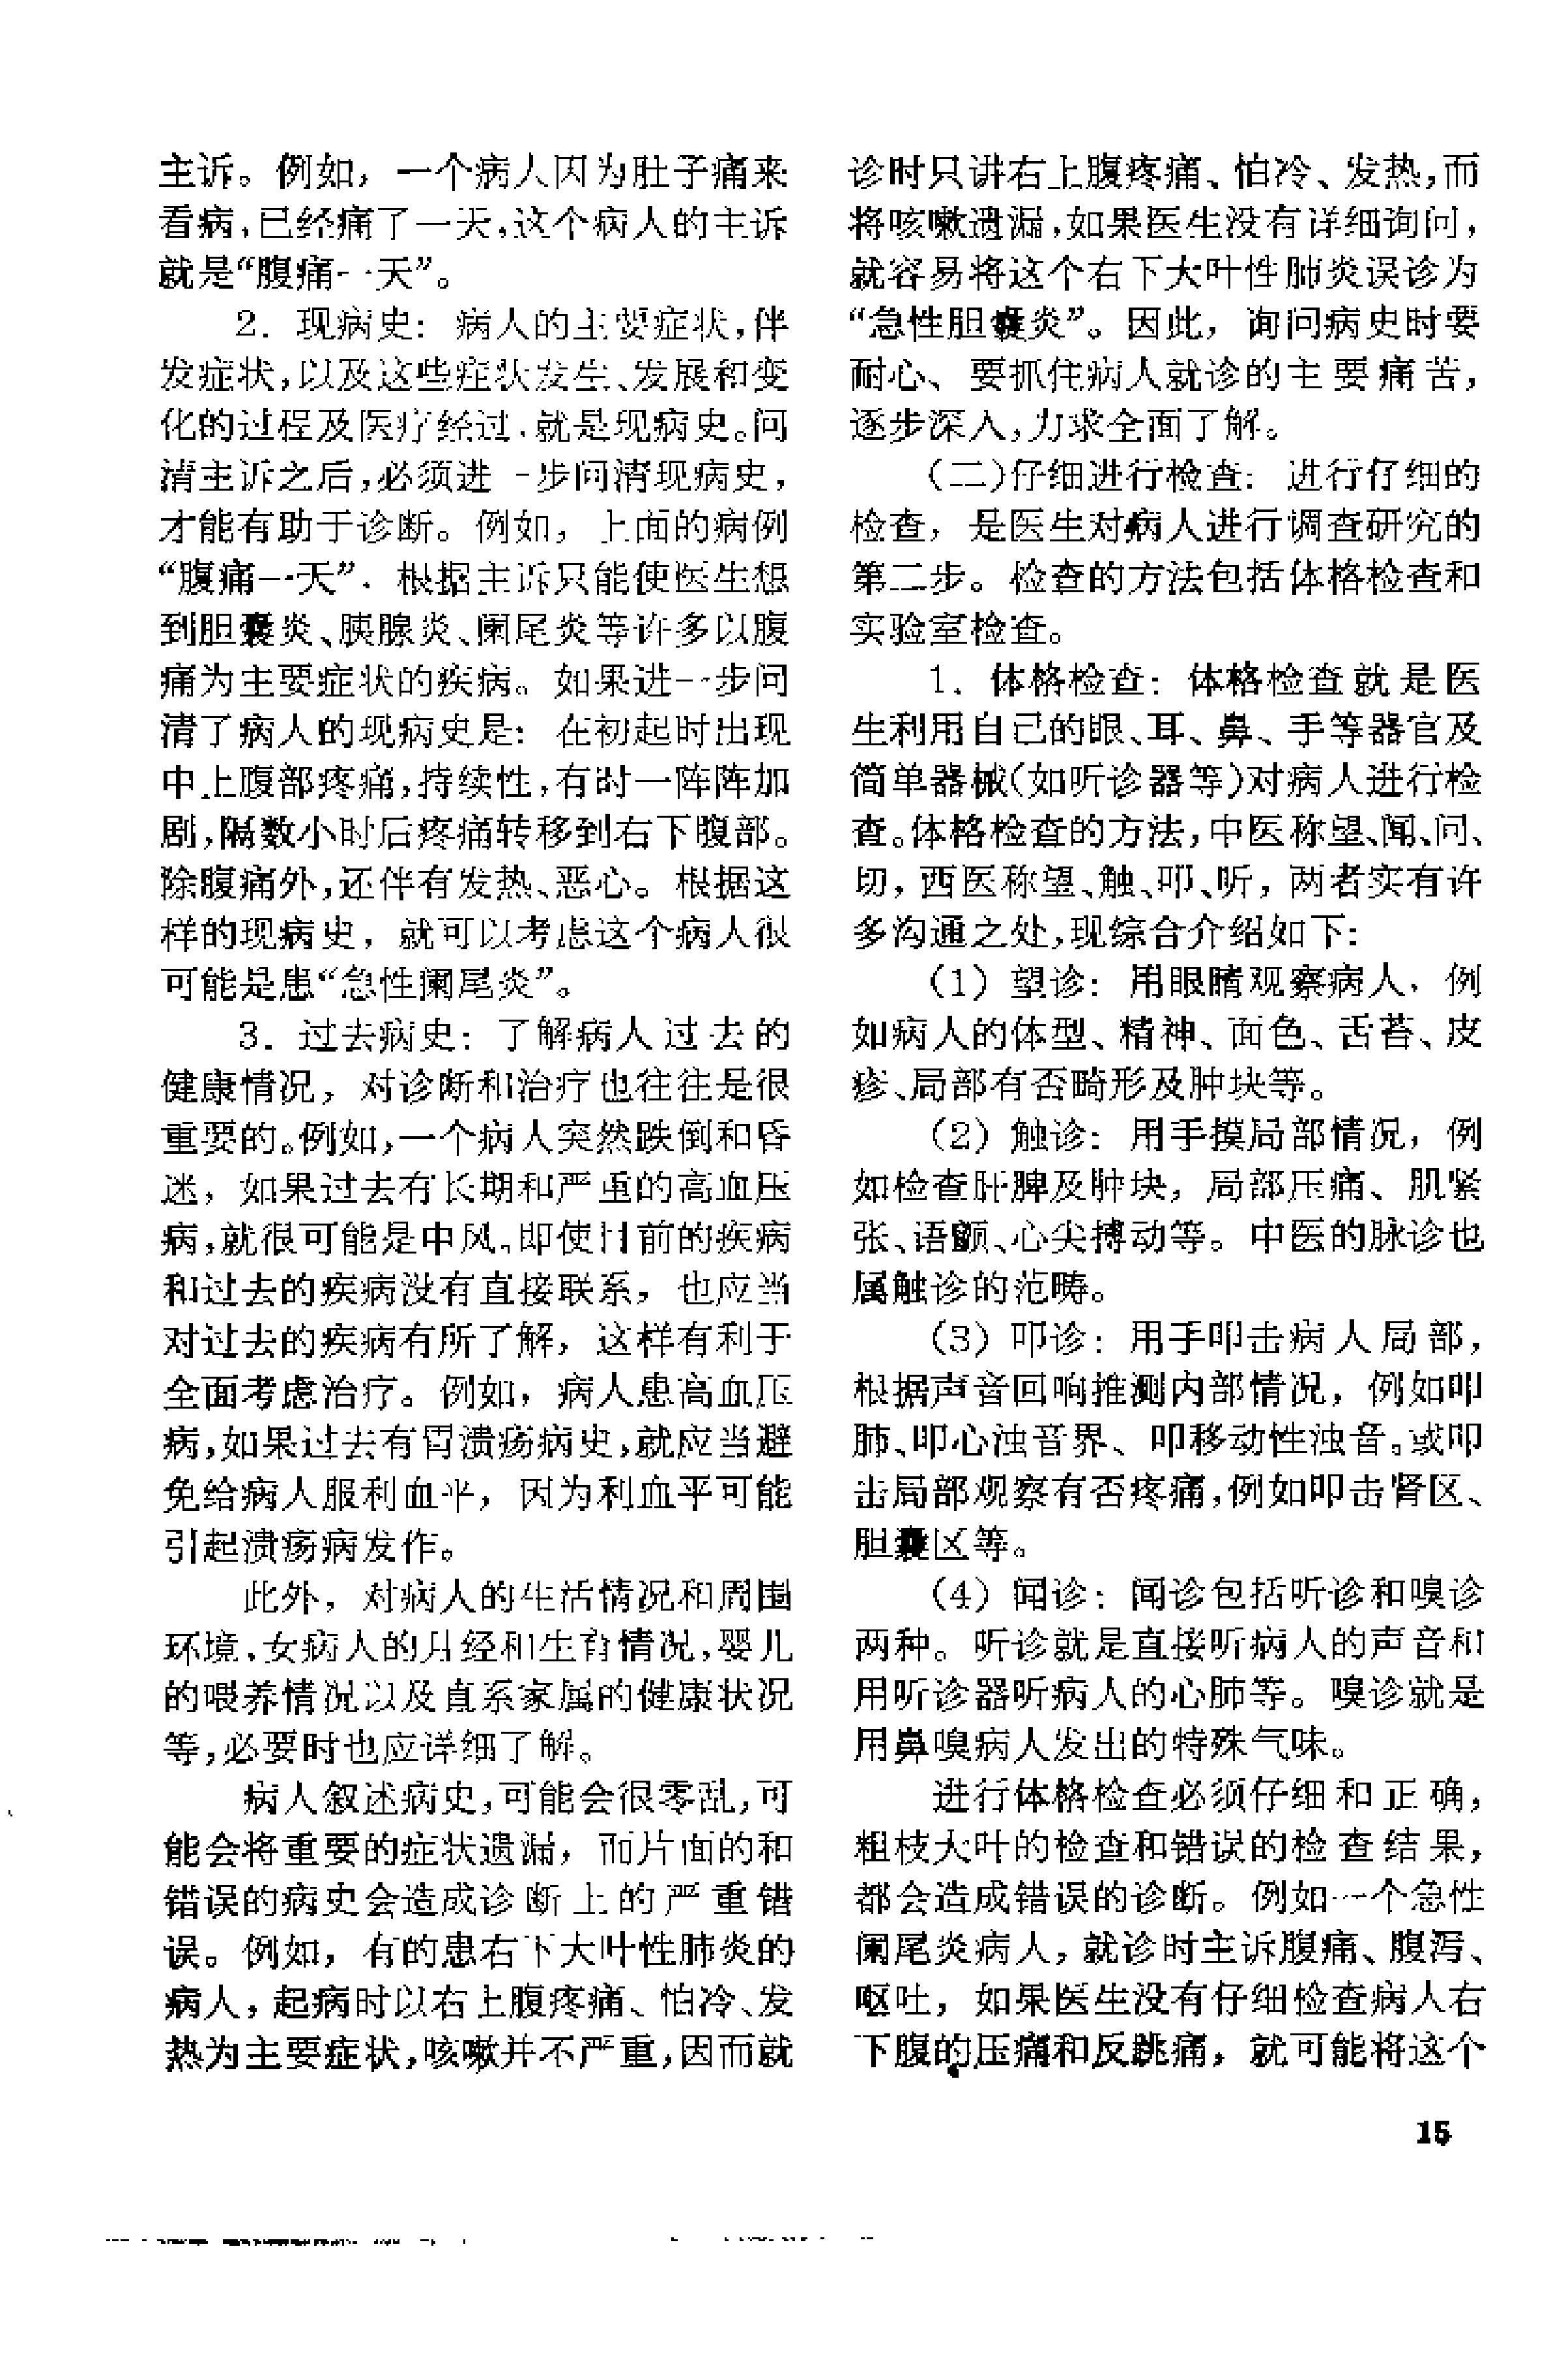 主诉。例如，一个病人因为肚子痛来
看病，已经痛了一天，这个病人的主诉
就是“腹痛一天”。
2. 现病史：病人的主要症状，伴
发症状，以及这些症状发生、发展和变
化的过程及医疗经过，就是现病史。问
清主诉之后，必须进一步问清现病史，
才能有助于诊断。例如，上面的病例
“腹痛一天”，根据主诉只能使医生想
到胆囊炎、胰腺炎、阑尾炎等许多以腹
痛为主要症状的疾病。如果进一步问
清了病人的现病史是：在初起时出现
中上腹部疼痛，持续性，有时一阵阵加
剧，隔数小时后疼痛转移到右下腹部。
除腹痛外，还伴有发热、恶心。根据这
样的现病史，就可以考虑这个病人很
可能是患“急性阑尾炎”。
3. 过去病史：了解病人过去的
健康情况，对诊断和治疗也往往是很
重要的。例如，一个病人突然跌倒和昏
迷，如果过去有长期和严重的高血压
病，就很可能是中风。即使目前的疾病
和过去的疾病没有直接联系，也应当
对过去的疾病有所了解，这样有利于
全面考虑治疗。例如，病人患高血压
病，如果过去有胃溃疡病史，就应当避
免给病人服利血平，因为利血平可能
引起溃疡病发作。
此外，对病人的生活情况和周围
环境，女病人的月经和生育情况，婴儿
的喂养情况以及直系家属的健康状况
等，必要时也应详细了解。
病人叙述病史，可能会很零乱，可
能会将重要的症状遗漏，而片面的和
错误的病史会造成诊断上的严重错
误。例如，有的患右下大叶性肺炎的
病人，起病时以右上腹疼痛、怕冷、发
热为主要症状，咳嗽并不严重，因而就
诊时只讲右上腹疼痛、怕冷、发热，而
将咳嗽遗漏，如果医生没有详细询问，
就容易将这个右下大叶性肺炎误诊为
“急性胆囊炎”。因此，询问病史时要
耐心、要抓住病人就诊的主要痛苦，
逐步深入，力求全面了解。
（二）仔细进行检查：进行仔细的
检查，是医生对病人进行调查研究的
第二步。检查的方法包括体格检查和
实验室检查。
1. 体格检查：体格检查就是医
生利用自己的眼、耳、鼻、手等器官及
简单器械（如听诊器等）对病人进行检
查。体格检查的方法，中医称望、闻、问、
切，西医称望、触、叩、听，两者实有许
多沟通之处，现综合介绍如下：
（1）望诊：用眼睛观察病人，例
如病人的体型、精神、面色、舌苔、皮
疹、局部有否畸形及肿块等。
（2）触诊：用手摸局部情况，例
如检查肝脾及肿块，局部压痛、肌紧
张、语颤、心尖搏动等。中医的脉诊也
属触诊的范畴。
（3）叩诊：用手叩击病人局部，
根据声音回响推测内部情况，例如叩
肺、叩心浊音界、叩移动性浊音。或叩
击局部观察有否疼痛，例如叩击肾区、
胆囊区等。
（4）闻诊：闻诊包括听诊和嗅诊
两种。听诊就是直接听病人的声音和
用听诊器听病人的心肺等。嗅诊就是
用鼻嗅病人发出的特殊气味。
进行体格检查必须仔细和正确，
粗枝大叶的检查和错误的检查结果，
都会造成错误的诊断。例如一个急性
阑尾炎病人，就诊时主诉腹痛、腹泻、
呕吐，如果医生没有仔细检查病人右
下腹的压痛和反跳痛，就可能将这个
15